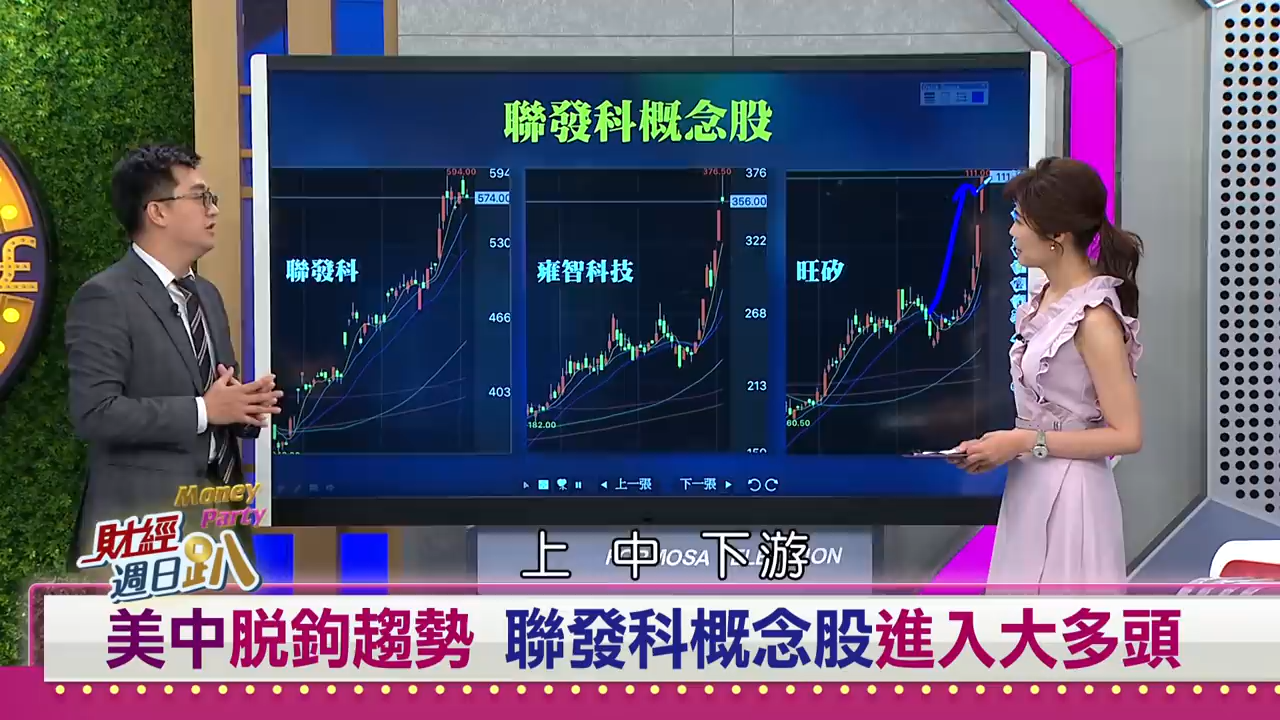 聯發科概念股
594.00
594
574.00
530
466
403
聯發科
376.50
376
356.00
322
268
213
雍智科技
182.00
111.00
旺矽
60.50
上一張
下一張
上 中 下游
Money
Party
財經
週日趴
美中脫鉤趨勢 聯發科概念股進入大多頭